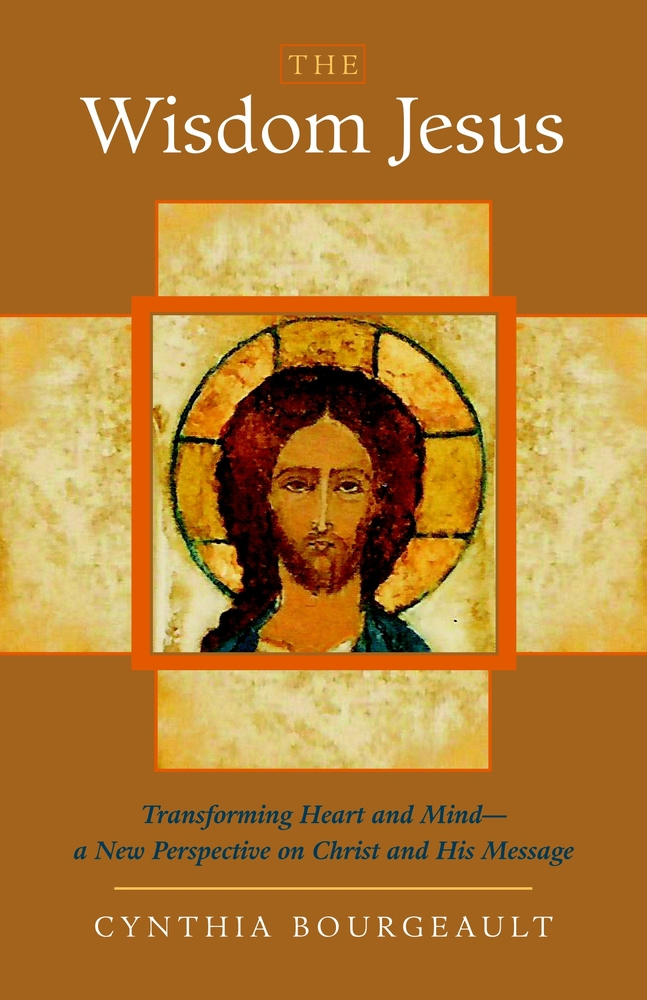 THE
Wisdom Jesus
Transforming Heart and Mind—
a New Perspective on Christ and His Message
CYNTHIA BOURGEAULT